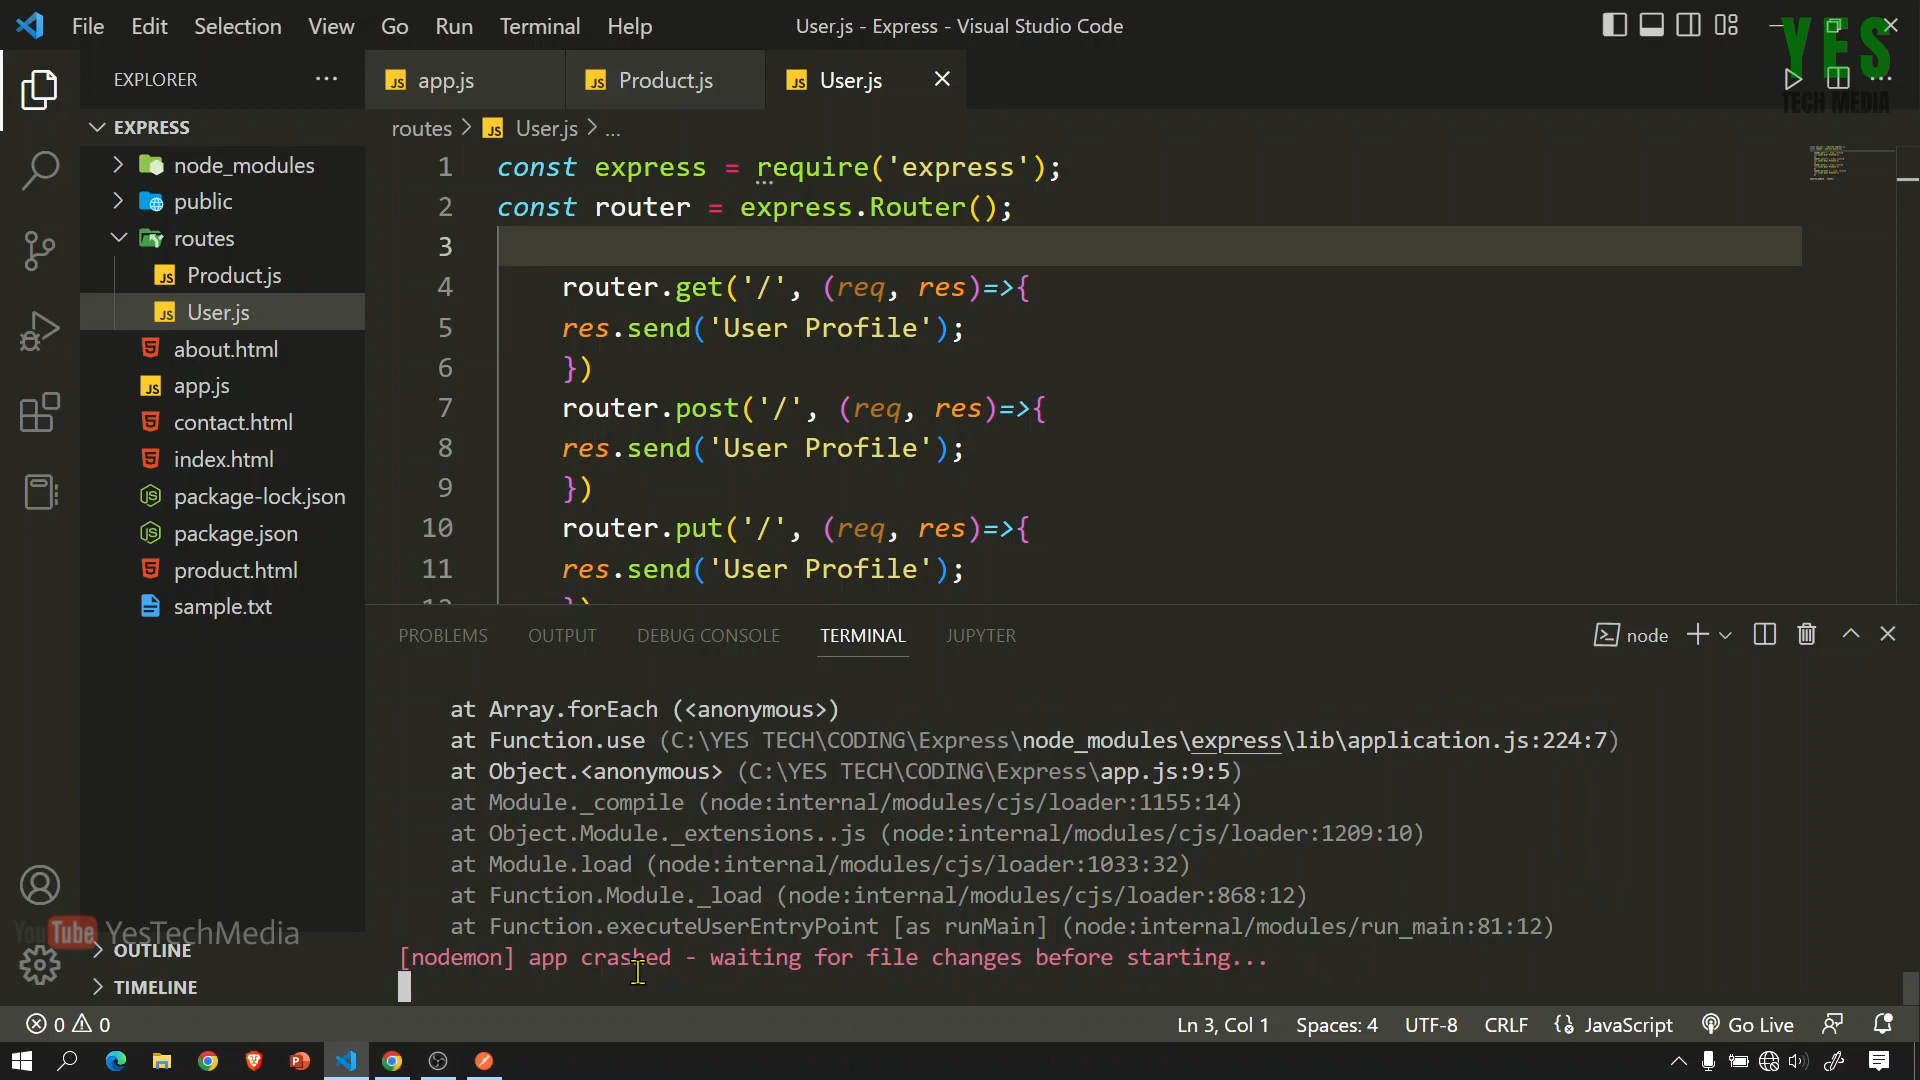 File Edit Selection View Go Run Terminal Help
User.js - Express - Visual Studio Code
YES
TECH MEDIA
EXPLORER
EXPRESS
node_modules
public
routes
Product.js
User.js
about.html
app.js
contact.html
index.html
package-lock.json
package.json
product.html
sample.txt
YouTube YesTechMedia
OUTLINE
TIMELINE
app.js Product.js User.js
routes > User.js > ...
1 const express = require('express');
2 const router = express.Router();
3
4 router.get('/', (req, res)=>{
5 res.send('User Profile');
6 })
7 router.post('/', (req, res)=>{
8 res.send('User Profile');
9 })
10 router.put('/', (req, res)=>{
11 res.send('User Profile');
12 })
PROBLEMS OUTPUT DEBUG CONSOLE TERMINAL JUPYTER
node
at Array.forEach (<anonymous>)
at Function.use (C:\YES TECH\CODING\Express\node_modules\express\lib\application.js:224:7)
at Object.<anonymous> (C:\YES TECH\CODING\Express\app.js:9:5)
at Module._compile (node:internal/modules/cjs/loader:1155:14)
at Object.Module._extensions..js (node:internal/modules/cjs/loader:1209:10)
at Module.load (node:internal/modules/cjs/loader:1033:32)
at Function.Module._load (node:internal/modules/cjs/loader:868:12)
at Function.executeUserEntryPoint [as runMain] (node:internal/modules/run_main:81:12)
[nodemon] app crashed - waiting for file changes before starting...
0 0
Ln 3, Col 1 Spaces: 4 UTF-8 CRLF JavaScript Go Live